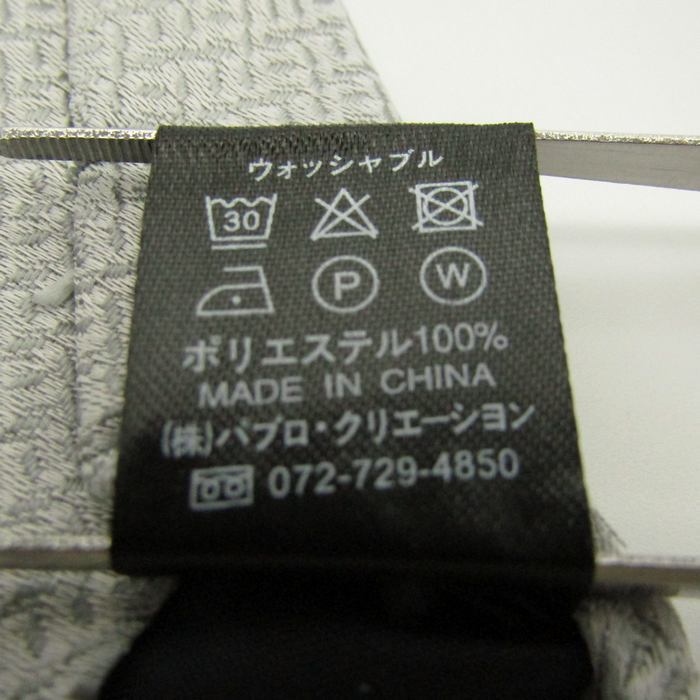 ウォッシャブル
30
P W
ポリエステル100%
MADE IN CHINA
(株)パブロ・クリエーション
072-729-4850